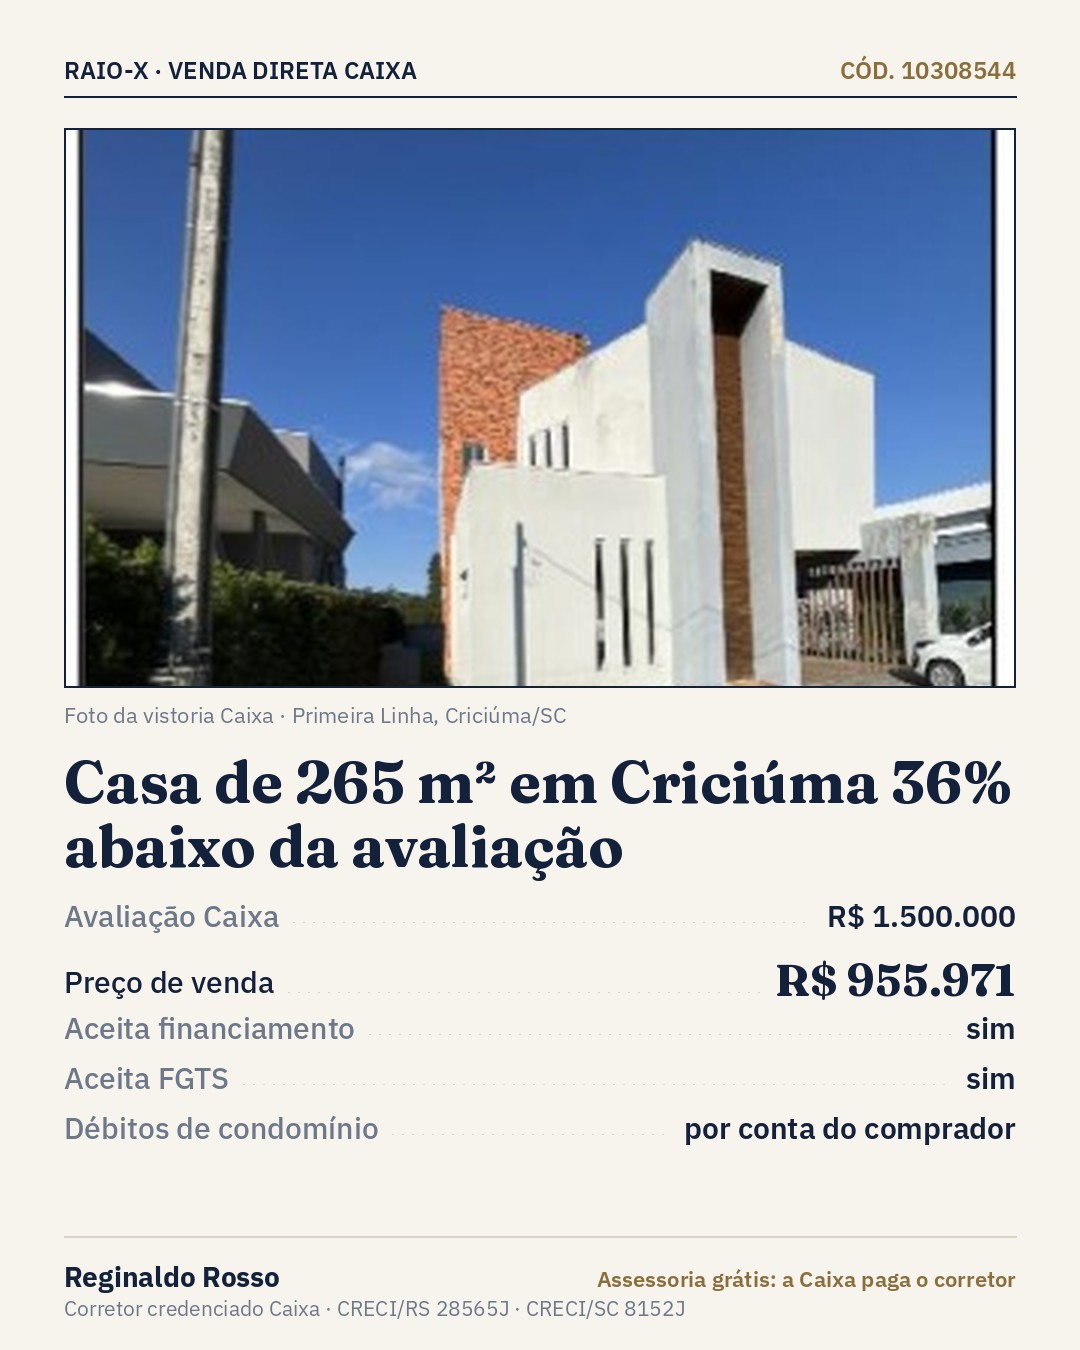 RAIO-X · VENDA DIRETA CAIXA
CÓD. 10308544
Foto da vistoria Caixa · Primeira Linha, Criciúma/SC
Casa de 265 m² em Criciúma 36%
abaixo da avaliação
Avaliação Caixa R$ 1.500.000
Preço de venda R$ 955.971
Aceita financiamento sim
Aceita FGTS sim
Débitos de condomínio por conta do comprador
Reginaldo Rosso
Assessoria grátis: a Caixa paga o corretor
Corretor credenciado Caixa · CRECI/RS 28565J · CRECI/SC 8152J